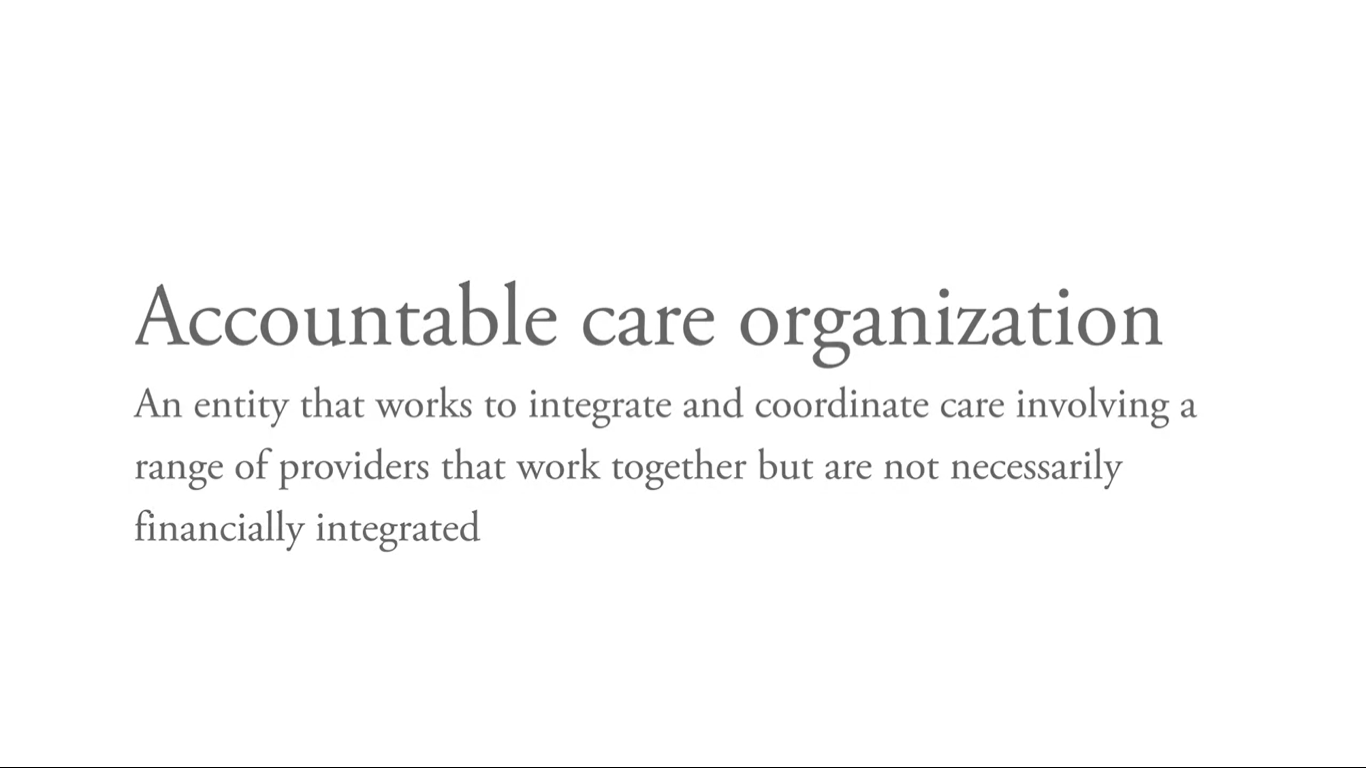 Accountable care organization
An entity that works to integrate and coordinate care involving a
range of providers that work together but are not necessarily
financially integrated